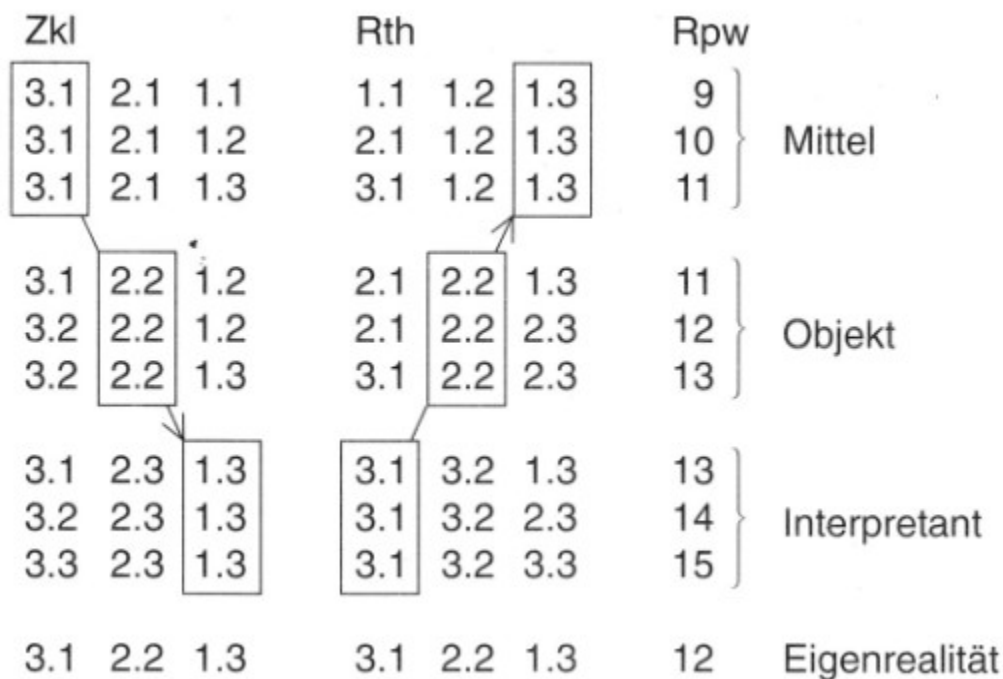 Zkl Rth Rpw
3.1 2.1 1.1 1.1 1.2 1.3 9
3.1 2.1 1.2 2.1 1.2 1.3 10 Mittel
3.1 2.1 1.3 3.1 1.2 1.3 11
3.1 2.2 1.2 2.1 2.2 1.3 11
3.2 2.2 1.2 2.1 2.2 2.3 12 Objekt
3.2 2.2 1.3 3.1 2.2 2.3 13
3.1 2.3 1.3 3.1 3.2 1.3 13
3.2 2.3 1.3 3.1 3.2 2.3 14 Interpretant
3.3 2.3 1.3 3.1 3.2 3.3 15
3.1 2.2 1.3 3.1 2.2 1.3 12 Eigenrealität